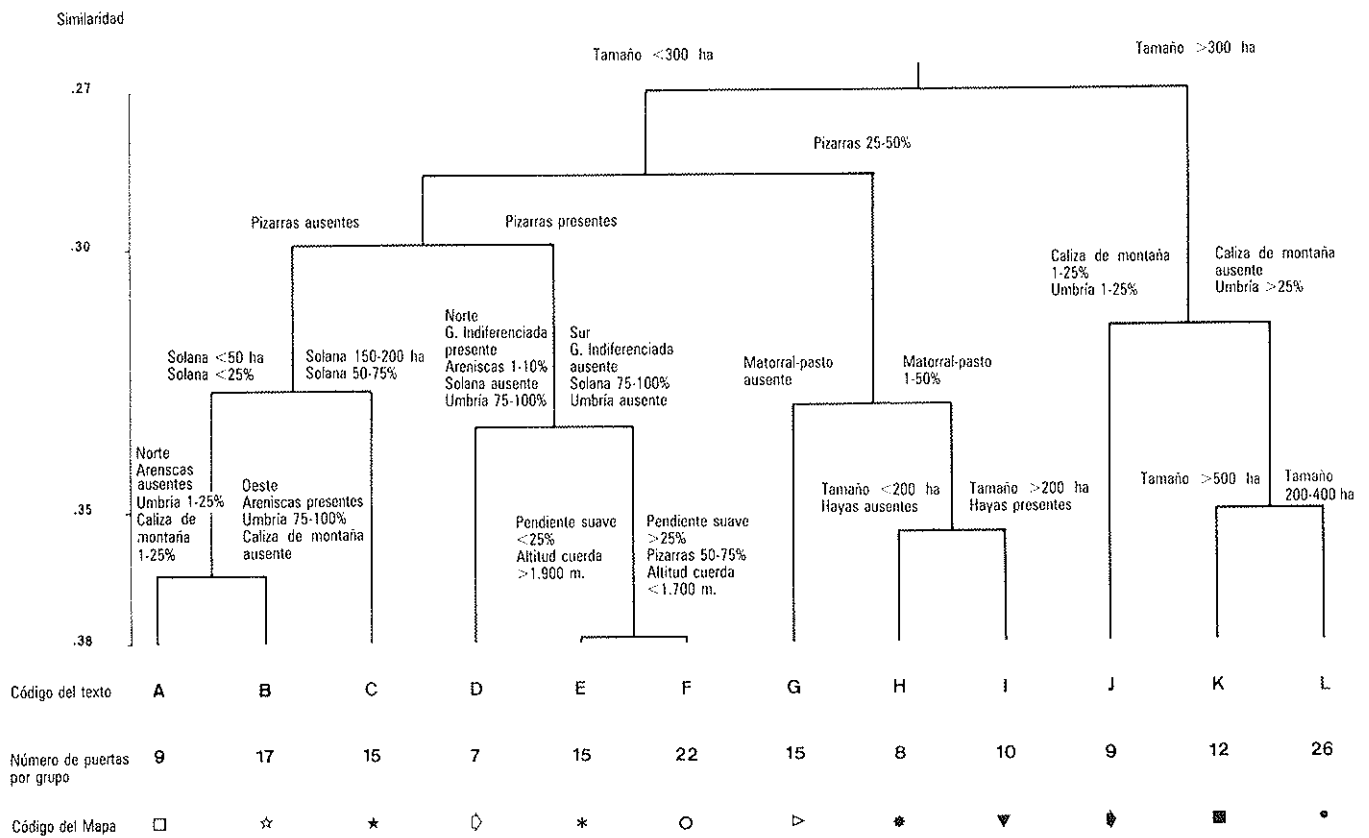 Similaridad
Tamaño <300 ha
Tamaño >300 ha
.27
Pizarras 25-50%
Pizarras ausentes
Pizarras presentes
.30
Caliza de montaña
1-25%
Umbría 1-25%
Caliza de montaña
ausente
Umbría >25%
Norte
G. Indiferenciada
presente
Areniscas 1-10%
Solana ausente
Umbría 75-100%
Sur
G. Indiferenciada
ausente
Solana 75-100%
Umbría ausente
Solana <50 ha
Solana <25%
Solana 150-200 ha
Solana 50-75%
Matorral-pasto
ausente
Matorral-pasto
1-50%
Norte
Arenscas
ausentes
Umbría 1-25%
Caliza de
montaña
1-25%
Oeste
Areniscas presentes
Umbría 75-100%
Caliza de montaña
ausente
Tamaño <200 ha
Hayas ausentes
Tamaño >200 ha
Hayas presentes
Tamaño >500 ha
Tamaño
200-400 ha
.35
Pendiente suave
<25%
Altitud cuerda
>1.900 m.
Pendiente suave
>25%
Pizarras 50-75%
Altitud cuerda
<1.700 m.
.38
Código del texto A B C D E F G H I J K L
Número de puertas 9 17 15 7 15 22 15 8 10 9 12 26
por grupo
Código del Mapa